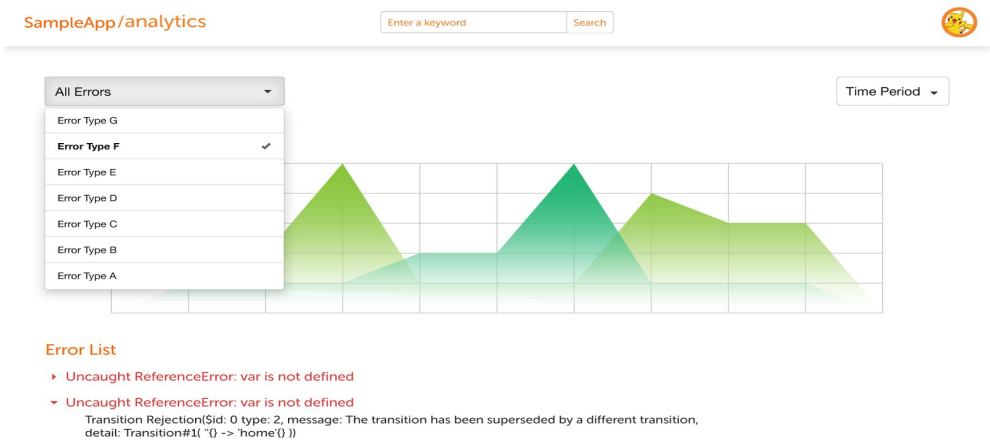 SampleApp/analytics
Enter a keyword
Search
All Errors
Time Period
Error Type G
Error Type F
Error Type E
Error Type D
Error Type C
Error Type B
Error Type A
Error List
Uncaught ReferenceError: var is not defined
Uncaught ReferenceError: var is not defined
Transition Rejection($id: 0 type: 2, message: The transition has been superseded by a different transition,
detail: Transition#1( ''{} -> 'home'{} ))